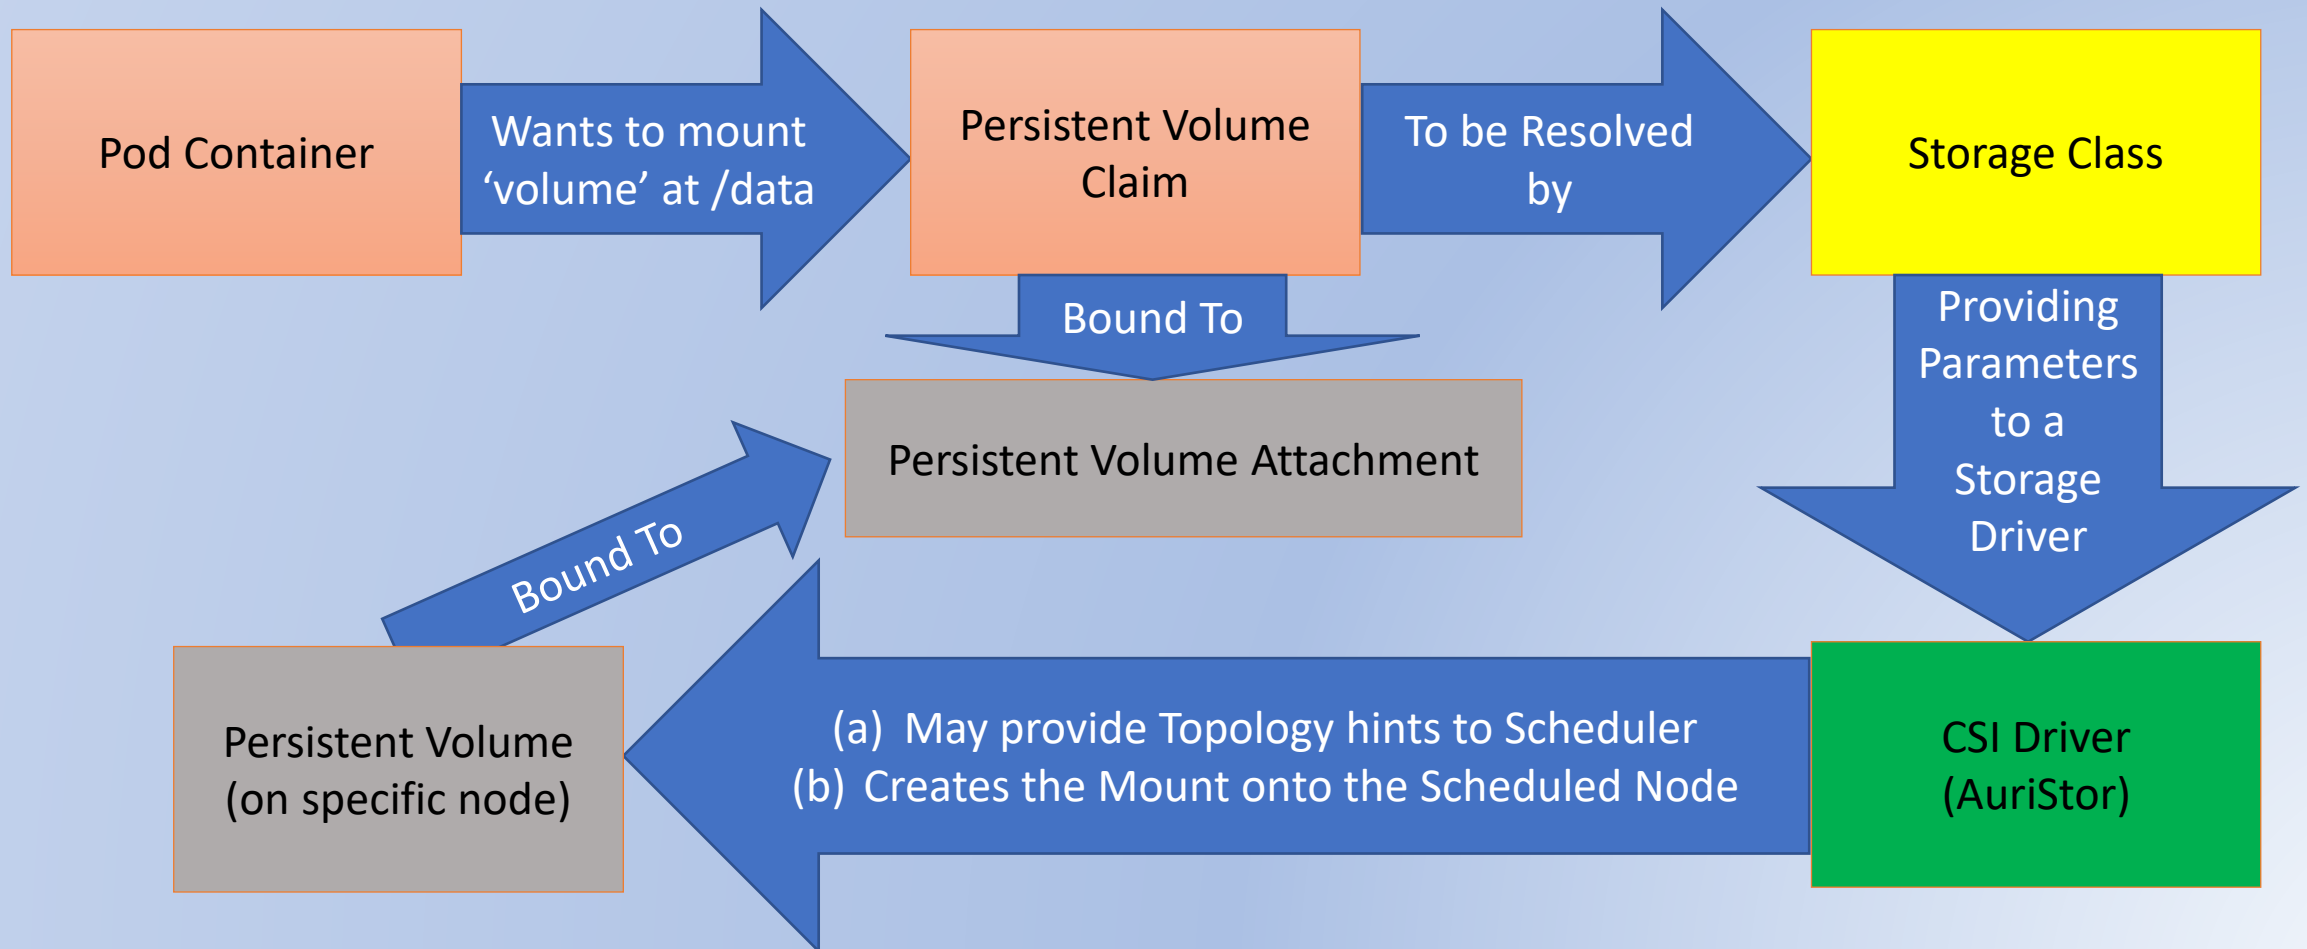 Pod Container
Wants to mount
‘volume’ at /data
Persistent Volume
Claim
To be Resolved
by
Storage Class
Bound To
Providing
Parameters
to a
Storage
Driver
Persistent Volume Attachment
Bound To
Persistent Volume
(on specific node)
(a) May provide Topology hints to Scheduler
(b) Creates the Mount onto the Scheduled Node
CSI Driver
(AuriStor)